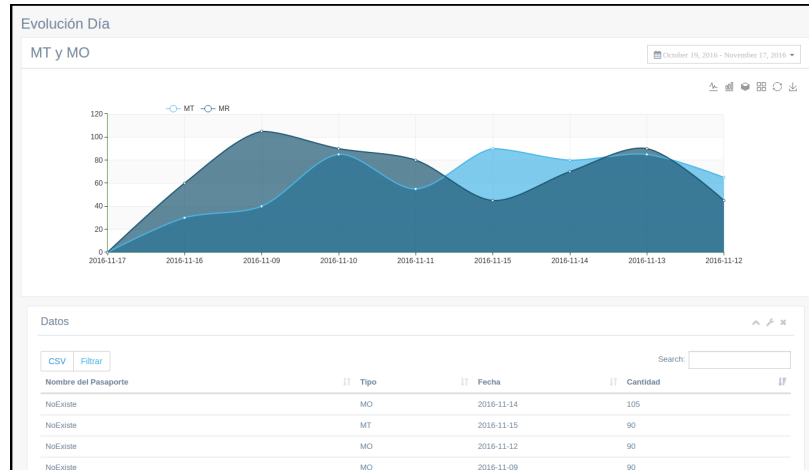 Evolución Día
MT y MO
October 19, 2016 - November 17, 2016
MT MR
120
100
80
60
40
20
0
2016-11-17 2016-11-16 2016-11-09 2016-11-10 2016-11-11 2016-11-15 2016-11-14 2016-11-13 2016-11-12
Datos
CSV Filtrar Search:
Nombre del Pasaporte Tipo Fecha Cantidad
NoExiste MO 2016-11-14 105
NoExiste MT 2016-11-15 90
NoExiste MO 2016-11-12 90
NoExiste MO 2016-11-09 90